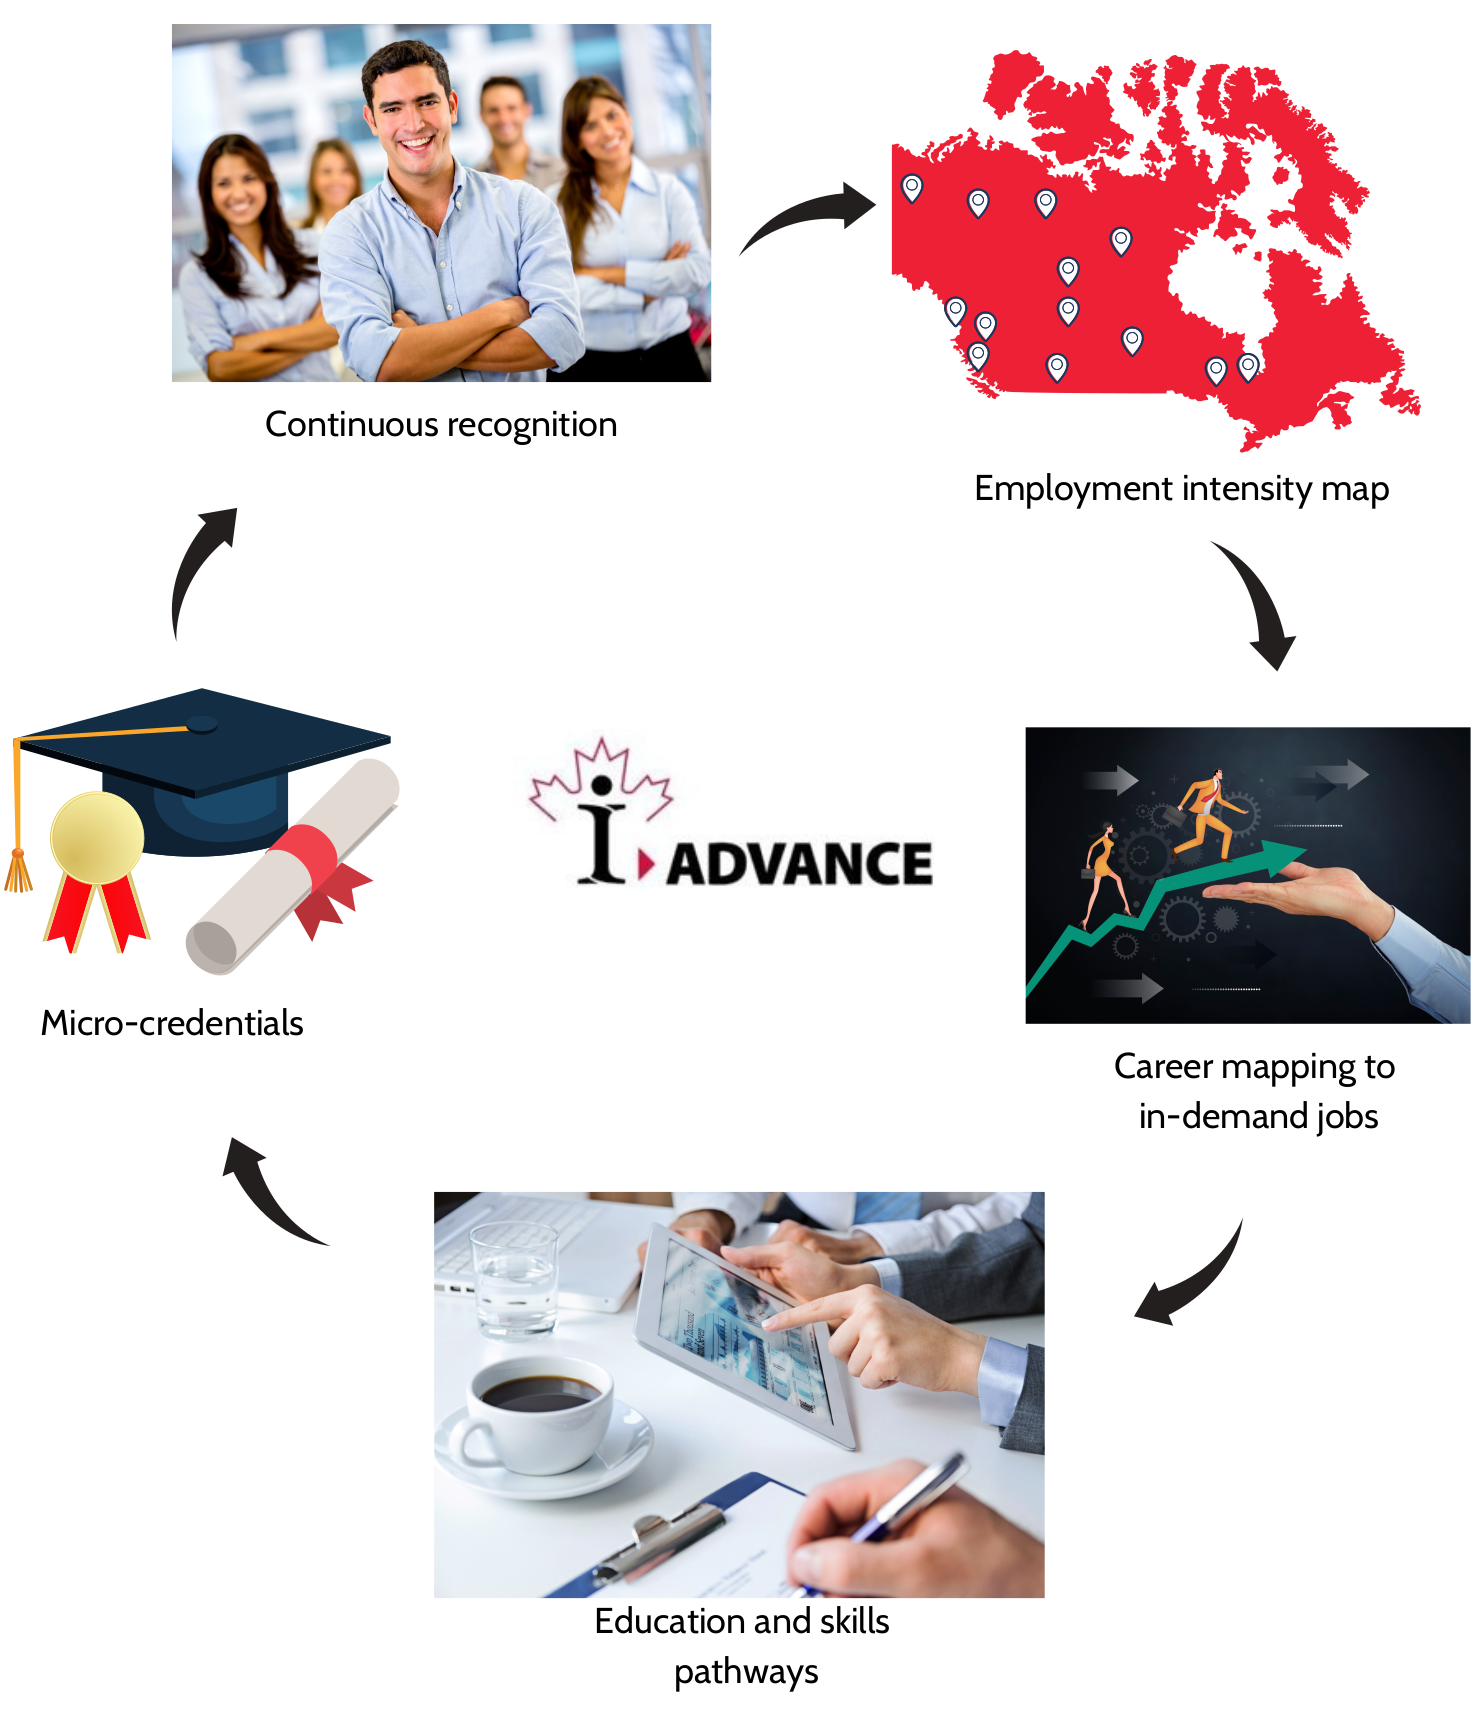 Continuous recognition
Employment intensity map
i ADVANCE
Micro-credentials
Career mapping to
in-demand jobs
Education and skills
pathways